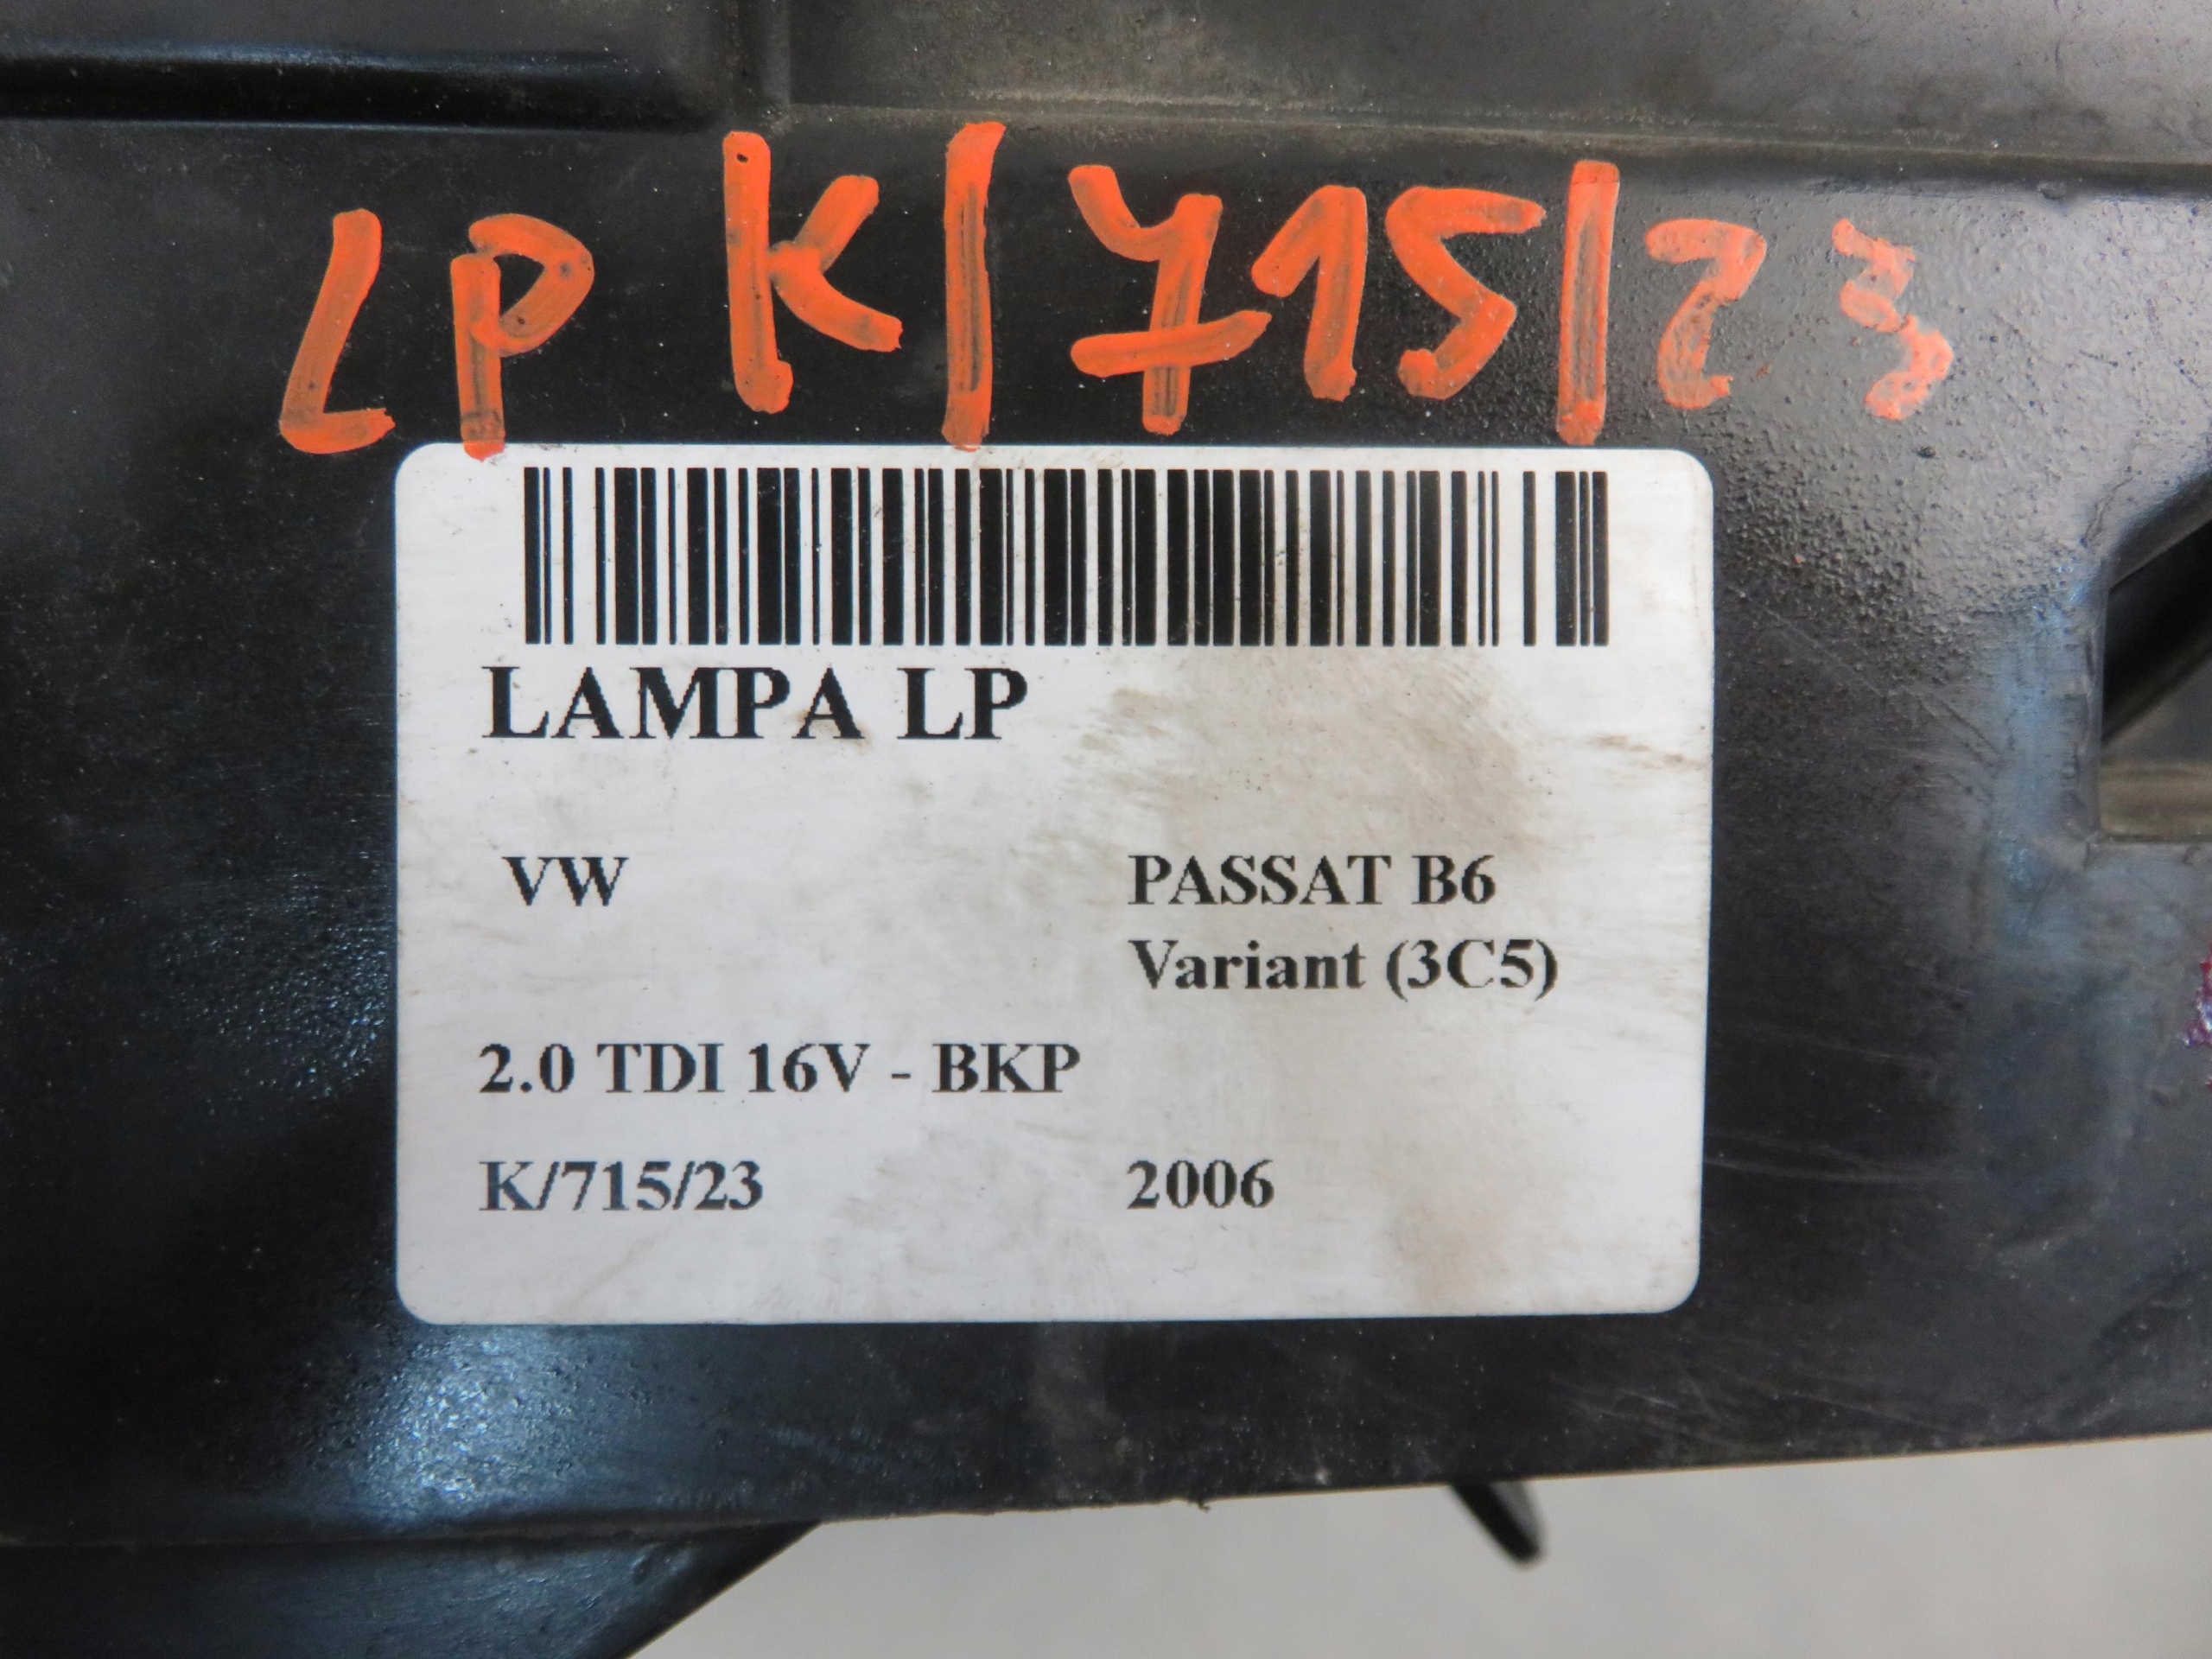 LP K/715/23
LAMPA LP
VW PASSAT B6
Variant (3C5)
2.0 TDI 16V - BKP
K/715/23 2006